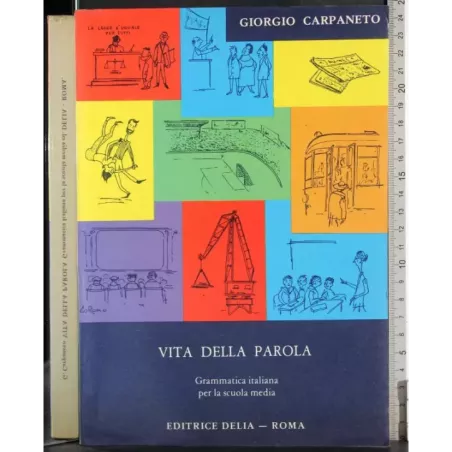 GIORGIO CARPANETO
LA LEGGE È UGUALE
PER TUTTI
VITA DELLA PAROLA
Grammatica italiana
per la scuola media
EDITRICE DELIA — ROMA